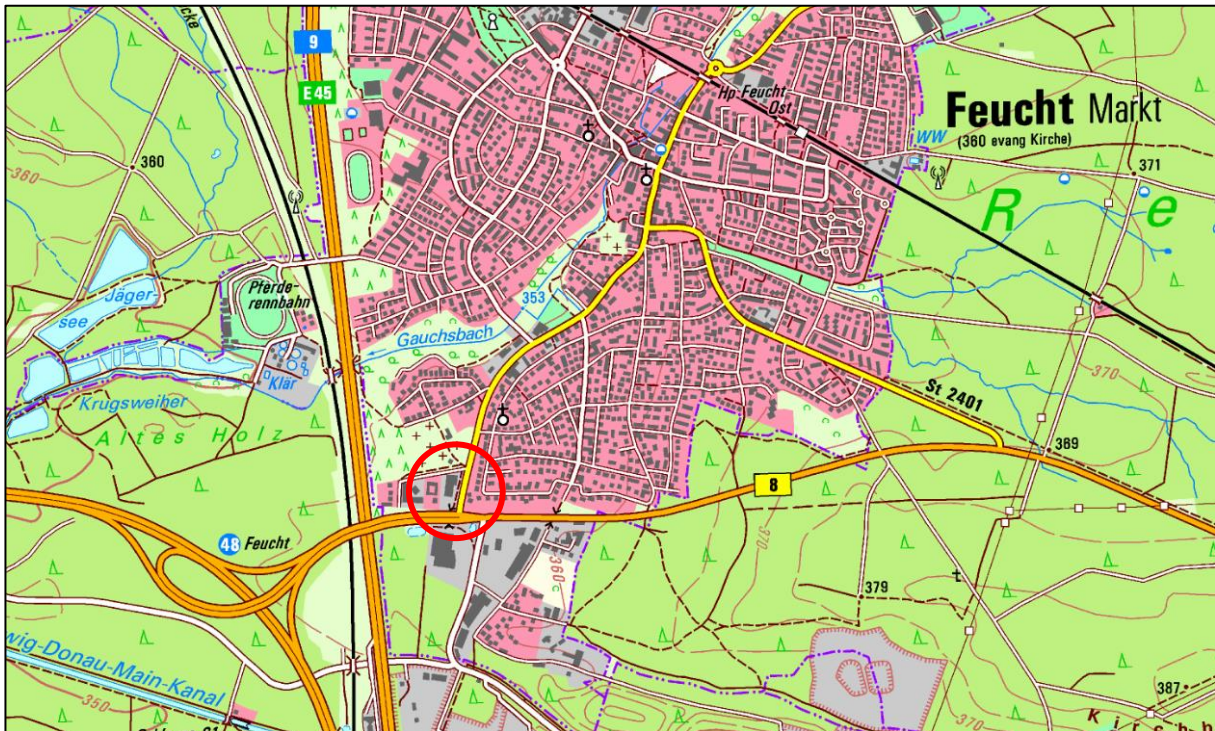 9
E 45
Hp Feucht
Ost
Feucht Markt
(360 evang Kirche)
WW
360
360
371
R e
Jäger-
see
Pferde
rennbahn
353
Gauchsbach
Klär
Krugsweiher
Altes Holz
370
St 2401
369
8
48 Feucht
360
370
370
379
wig-Donau-Main-Kanal
350
387
Kirchh